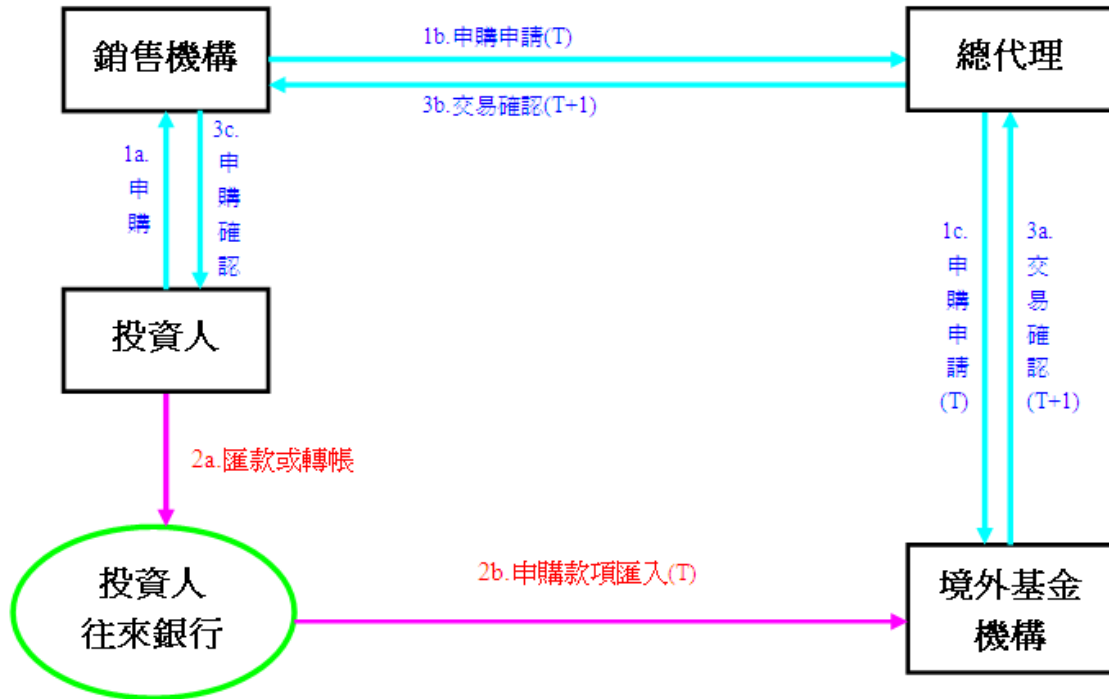 銷售機構
1b.申購申請(T)
總代理
3b.交易確認(T+1)
1a.
申
購
3c.
申
購
確
認
1c.
申
購
申
請
(T)
3a.
交
易
確
認
(T+1)
投資人
2a.匯款或轉帳
投資人
往來銀行
2b.申購款項匯入(T)
境外基金
機構